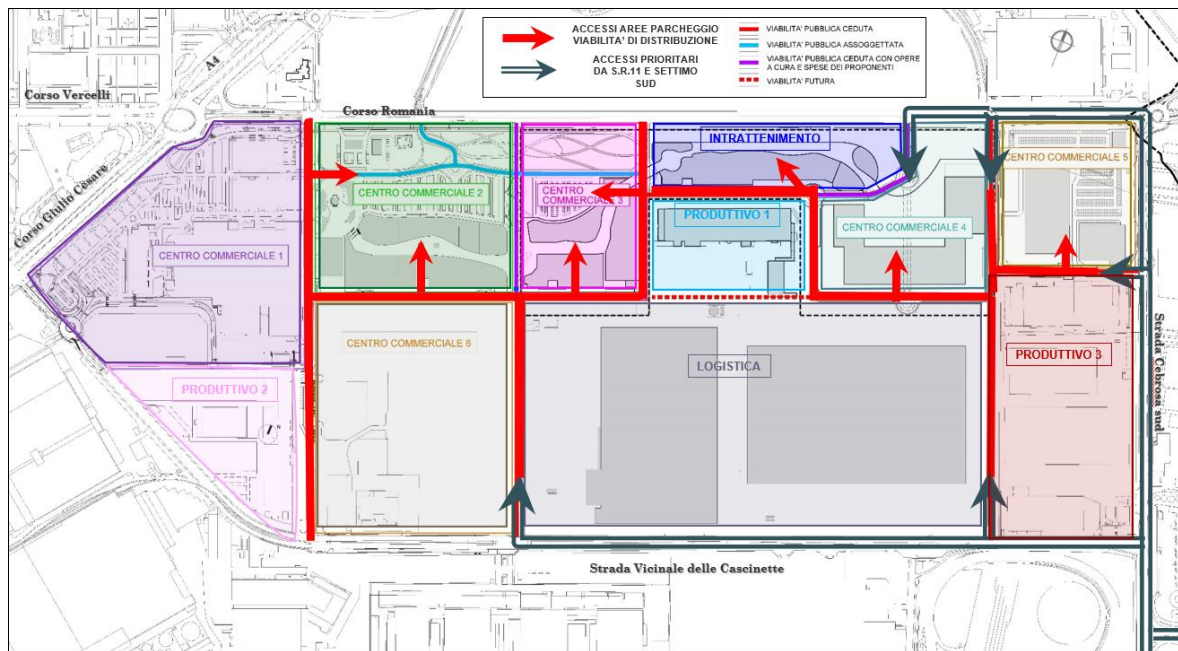 ACCESSI AREE PARCHEGGIO
VIABILITA' DI DISTRIBUZIONE
ACCESSI PRIORITARI
DA S.R.11 E SETTIMO
SUD
VIABILITA' PUBBLICA CEDUTA
VIABILITA' PUBBLICA ASSOGGETTATA
VIABILITA' PUBBLICA CEDUTA CON OPERE
A CURA E SPESE DEI PROPONENTI
VIABILITA' FUTURA
A4
Corso Vercelli
Corso Romania
Corso Giulio Cesare
INTRATTENIMENTO
CENTRO COMMERCIALE 5
CENTRO COMMERCIALE 2
CENTRO
COMMERCIALE 3
PRODUTTIVO 1
CENTRO COMMERCIALE 4
CENTRO COMMERCIALE 1
CENTRO COMMERCIALE 6
LOGISTICA
PRODUTTIVO 3
Strada Cebrosa sud
PRODUTTIVO 2
Strada Vicinale delle Cascinette